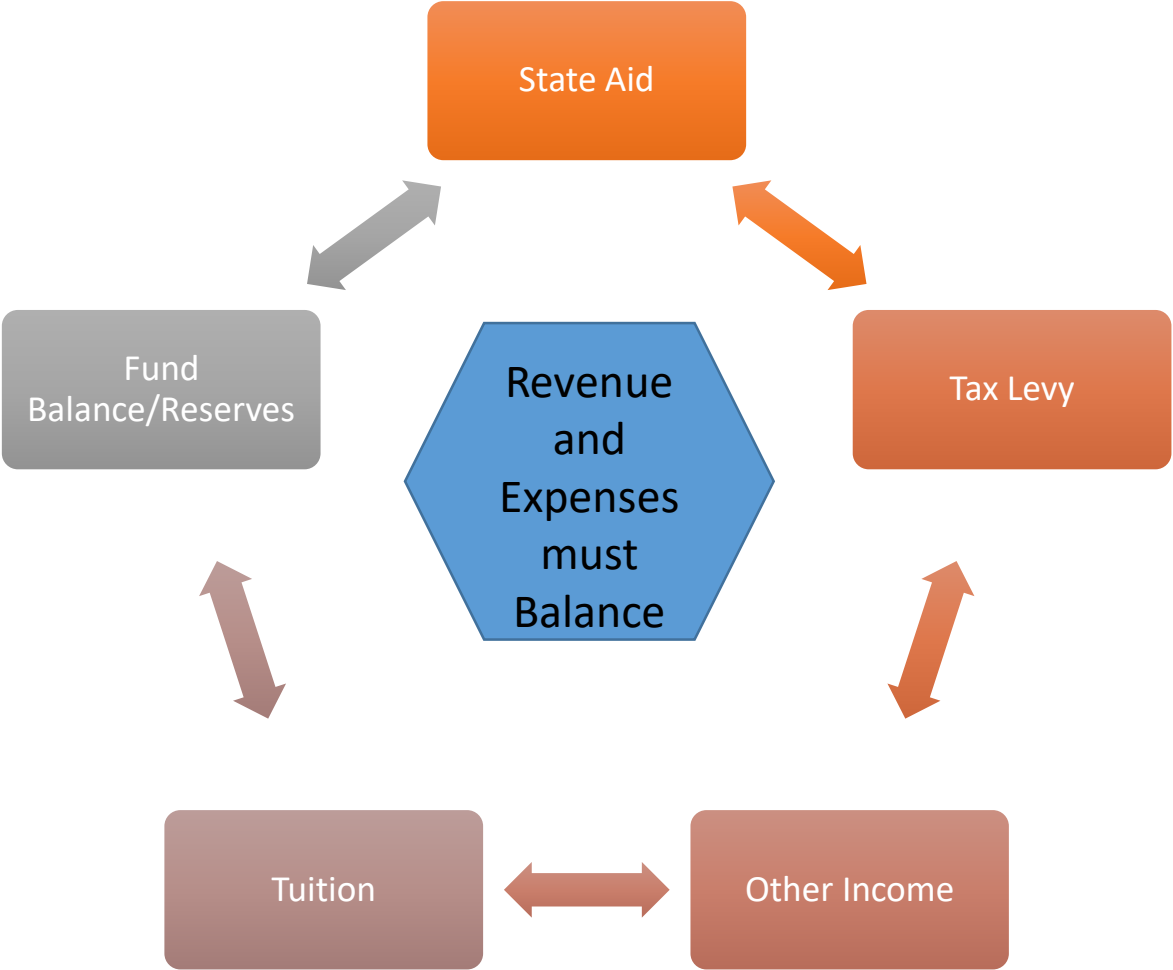 State Aid
Fund
Balance/Reserves
Tax Levy
Revenue
and
Expenses
must
Balance
Tuition
Other Income